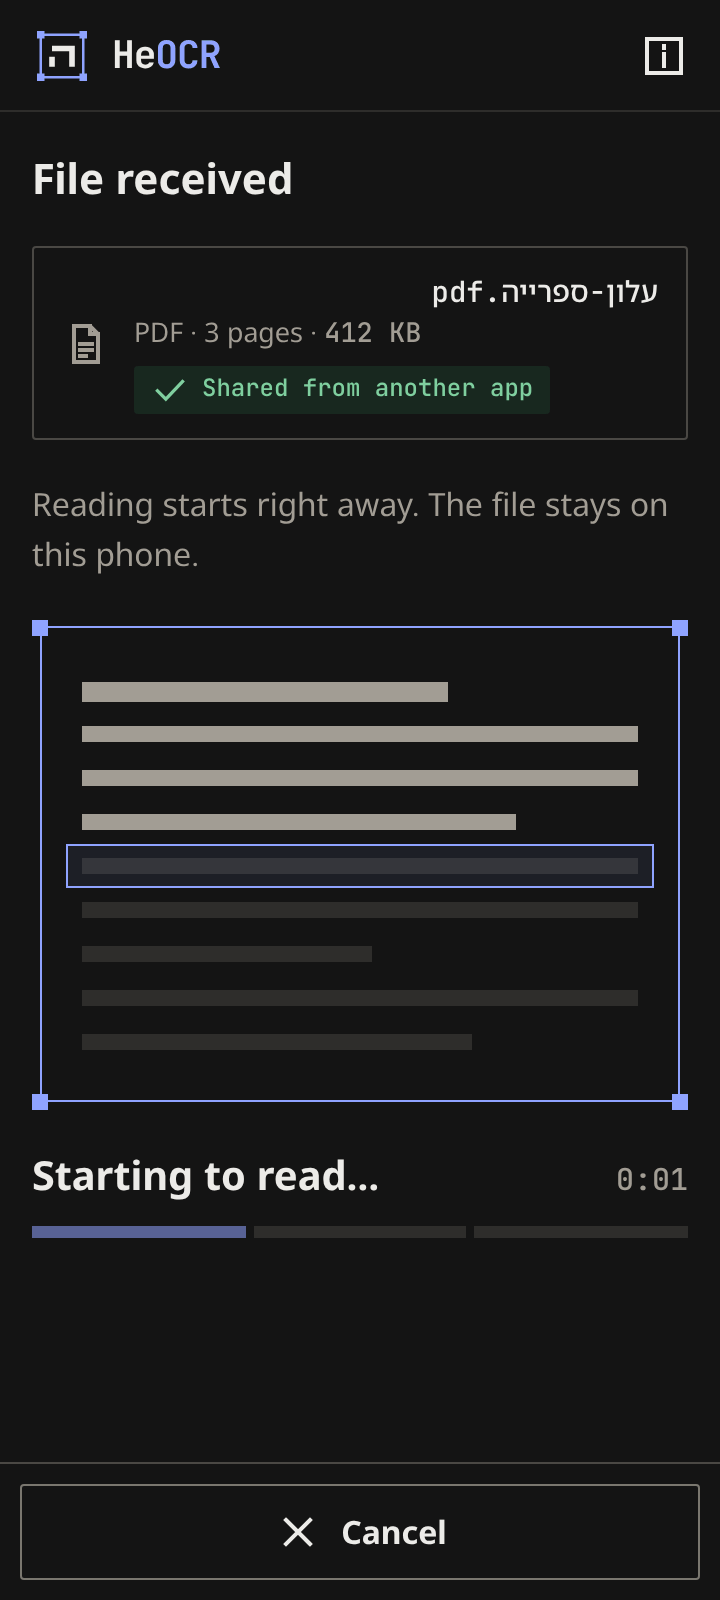 HeOCR
File received
עלון-ספרייה.pdf
PDF · 3 pages · 412 KB
Shared from another app
Reading starts right away. The file stays on
this phone.
Starting to read... 0:01
Cancel